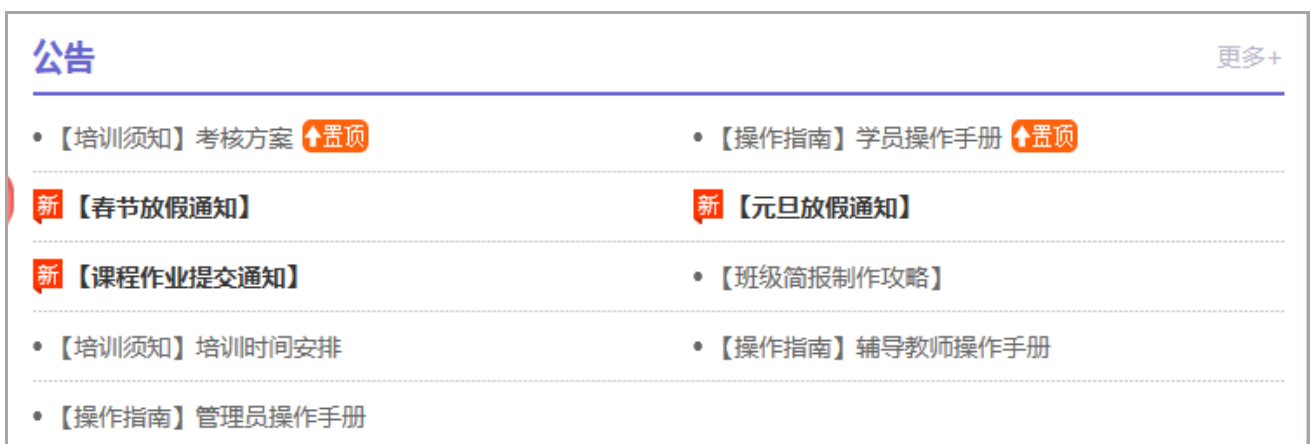 公告
更多+
• 【培训须知】考核方案 置顶
• 【操作指南】学员操作手册 置顶
新 【春节放假通知】
新 【元旦放假通知】
新 【课程作业提交通知】
• 【班级简报制作攻略】
• 【培训须知】培训时间安排
• 【操作指南】辅导教师操作手册
• 【操作指南】管理员操作手册